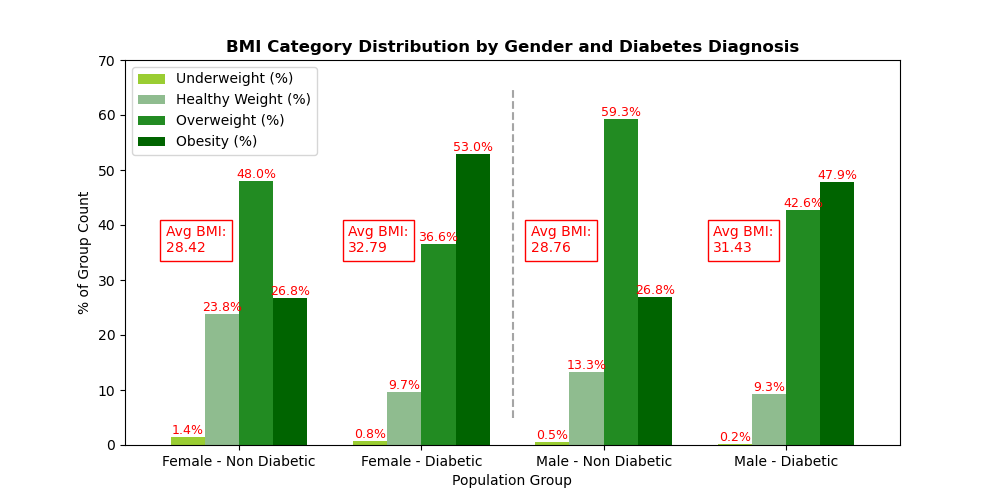 BMI Category Distribution by Gender and Diabetes Diagnosis
% of Group Count
70
60
50
40
30
20
10
0
Underweight (%)
Healthy Weight (%)
Overweight (%)
Obesity (%)
1.4%
23.8%
48.0%
26.8%
Avg BMI:
28.42
0.8%
9.7%
36.6%
53.0%
Avg BMI:
32.79
0.5%
13.3%
59.3%
26.8%
Avg BMI:
28.76
0.2%
9.3%
42.6%
47.9%
Avg BMI:
31.43
Female - Non Diabetic
Female - Diabetic
Male - Non Diabetic
Male - Diabetic
Population Group